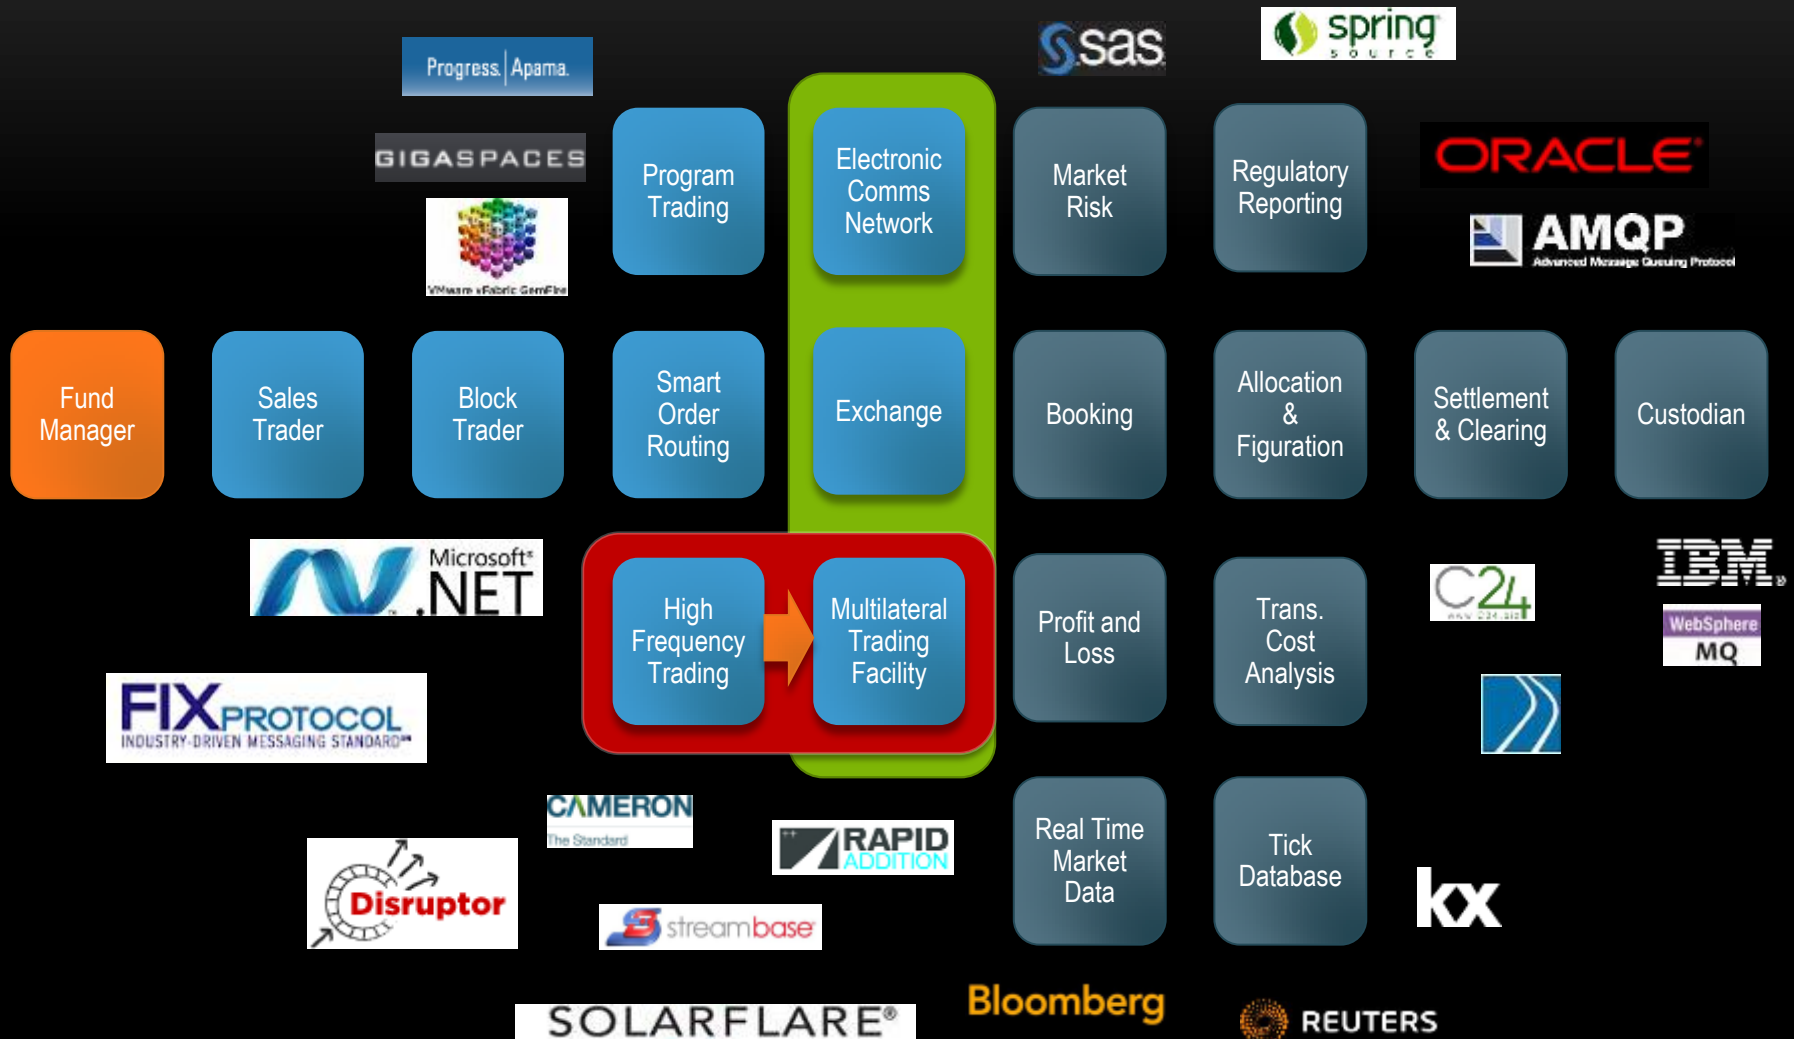 sas
spring
source
Progress Apama
GIGASPACES
VMware vFabric GemFire
Program
Trading
Electronic
Comms
Network
Market
Risk
Regulatory
Reporting
ORACLE
AMQP
Advanced Message Queuing Protocol
Fund
Manager
Sales
Trader
Block
Trader
Smart
Order
Routing
Exchange
Booking
Allocation
&
Figuration
Settlement
& Clearing
Custodian
Microsoft®
.NET
High
Frequency
Trading
Multilateral
Trading
Facility
Profit and
Loss
Trans.
Cost
Analysis
C24
IBM®
WebSphere
MQ
FIX PROTOCOL
INDUSTRY-DRIVEN MESSAGING STANDARD℠
CAMERON
The Standard
RAPID
ADDITION
Disruptor
streambase
Real Time
Market
Data
Tick
Database
kx
SOLARFLARE®
Bloomberg
REUTERS